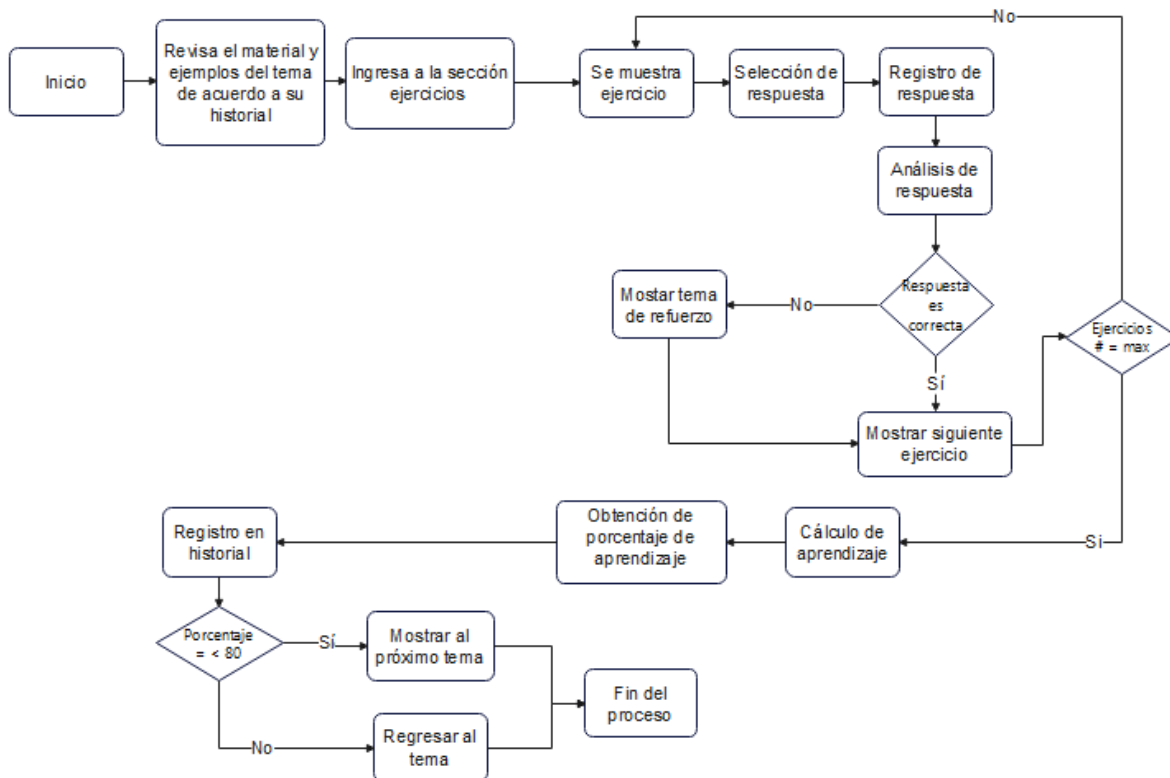 No
Inicio
Revisa el material y
ejemplos del tema
de acuerdo a su
historial
Ingresa a la sección
ejercicios
Se muestra
ejercicio
Selección de
respuesta
Registro de
respuesta
Análisis de
respuesta
Respuesta
es
correcta
No
Mostar tema
de refuerzo
Sí
Mostrar siguiente
ejercicio
Ejercicios
# = max
Si
Cálculo de
aprendizaje
Obtención de
porcentaje de
aprendizaje
Registro en
historial
Porcentaje
= < 80
Sí
Mostrar al
próximo tema
No
Regresar al
tema
Fin del
proceso